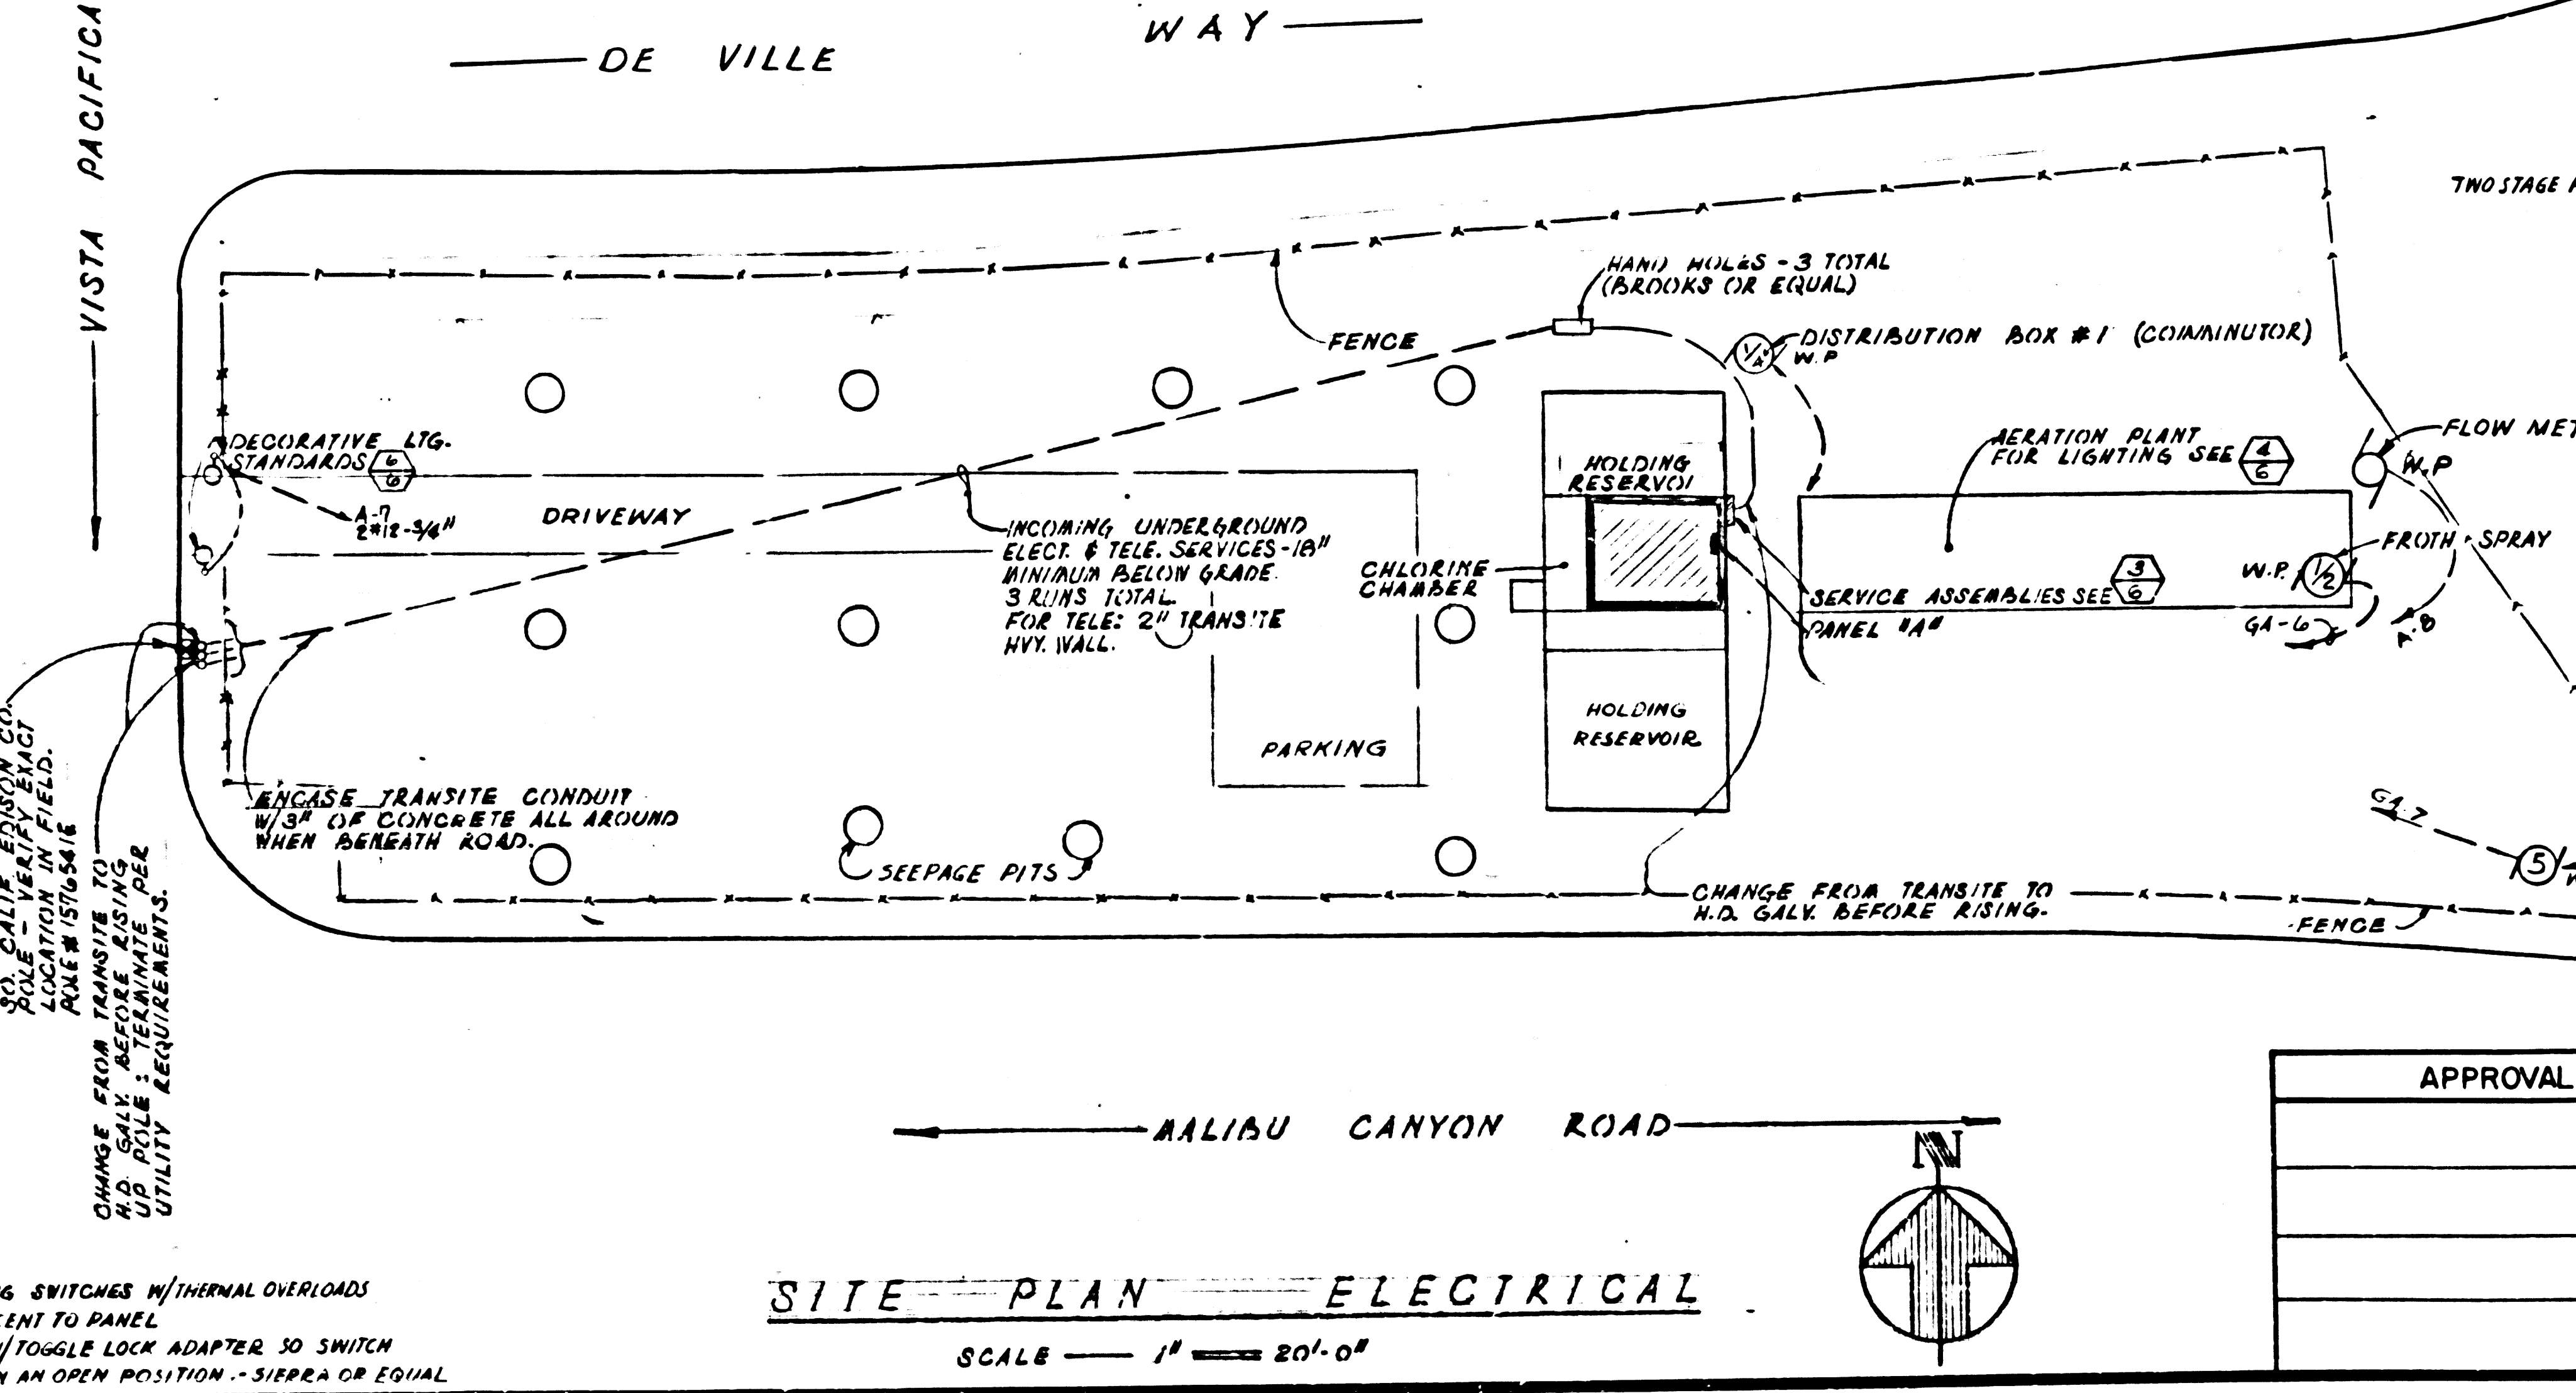 WAY
DE VILLE
VISTA PACIFICA
TWO STAGE
HAND HOLES - 3 TOTAL
(BROOKS OR EQUAL)
FENCE
1/4
DISTRIBUTION BOX #1 (COMMINUTOR)
W.P
DECORATIVE LTG.
STANDARDS
6
6
A-7
2#12-3/4"
DRIVEWAY
HOLDING
RESERVOI
AERATION PLANT
FOR LIGHTING SEE
4
6
FLOW MET
W.P
INCOMING UNDERGROUND
ELECT. & TELE. SERVICES-18"
MINIMUM BELOW GRADE.
3 RUNS TOTAL.
FOR TELE: 2" TRANSITE
HVY. WALL.
CHLORINE
CHAMBER
FROTH SPRAY
W.P.
1/2
SERVICE ASSEMBLIES SEE
3
6
PANEL "A"
GA-6
A-8
HOLDING
RESERVOIR
PARKING
SO. CALIF. EDISON CO.
POLE - VERIFY EXACT
LOCATION IN FIELD.
POLE # 1576541E
CHANGE FROM TRANSITE TO
H.D. GALV. BEFORE RISING
UP POLE : TERMINATE PER
UTILITY REQUIREMENTS.
ENCASE TRANSITE CONDUIT
W/3" OF CONCRETE ALL AROUND
WHEN BENEATH ROAD.
SEEPAGE PITS
GA-7
5
CHANGE FROM TRANSITE TO
H.D. GALV. BEFORE RISING.
FENCE
MALIBU CANYON ROAD
APPROVAL
N
SITE PLAN ELECTRICAL
SCALE 1" = 20'-0"
G SWITCHES W/THERMAL OVERLOADS
CENT TO PANEL
W/TOGGLE LOCK ADAPTER SO SWITCH
N AN OPEN POSITION.-SIERRA OR EQUAL